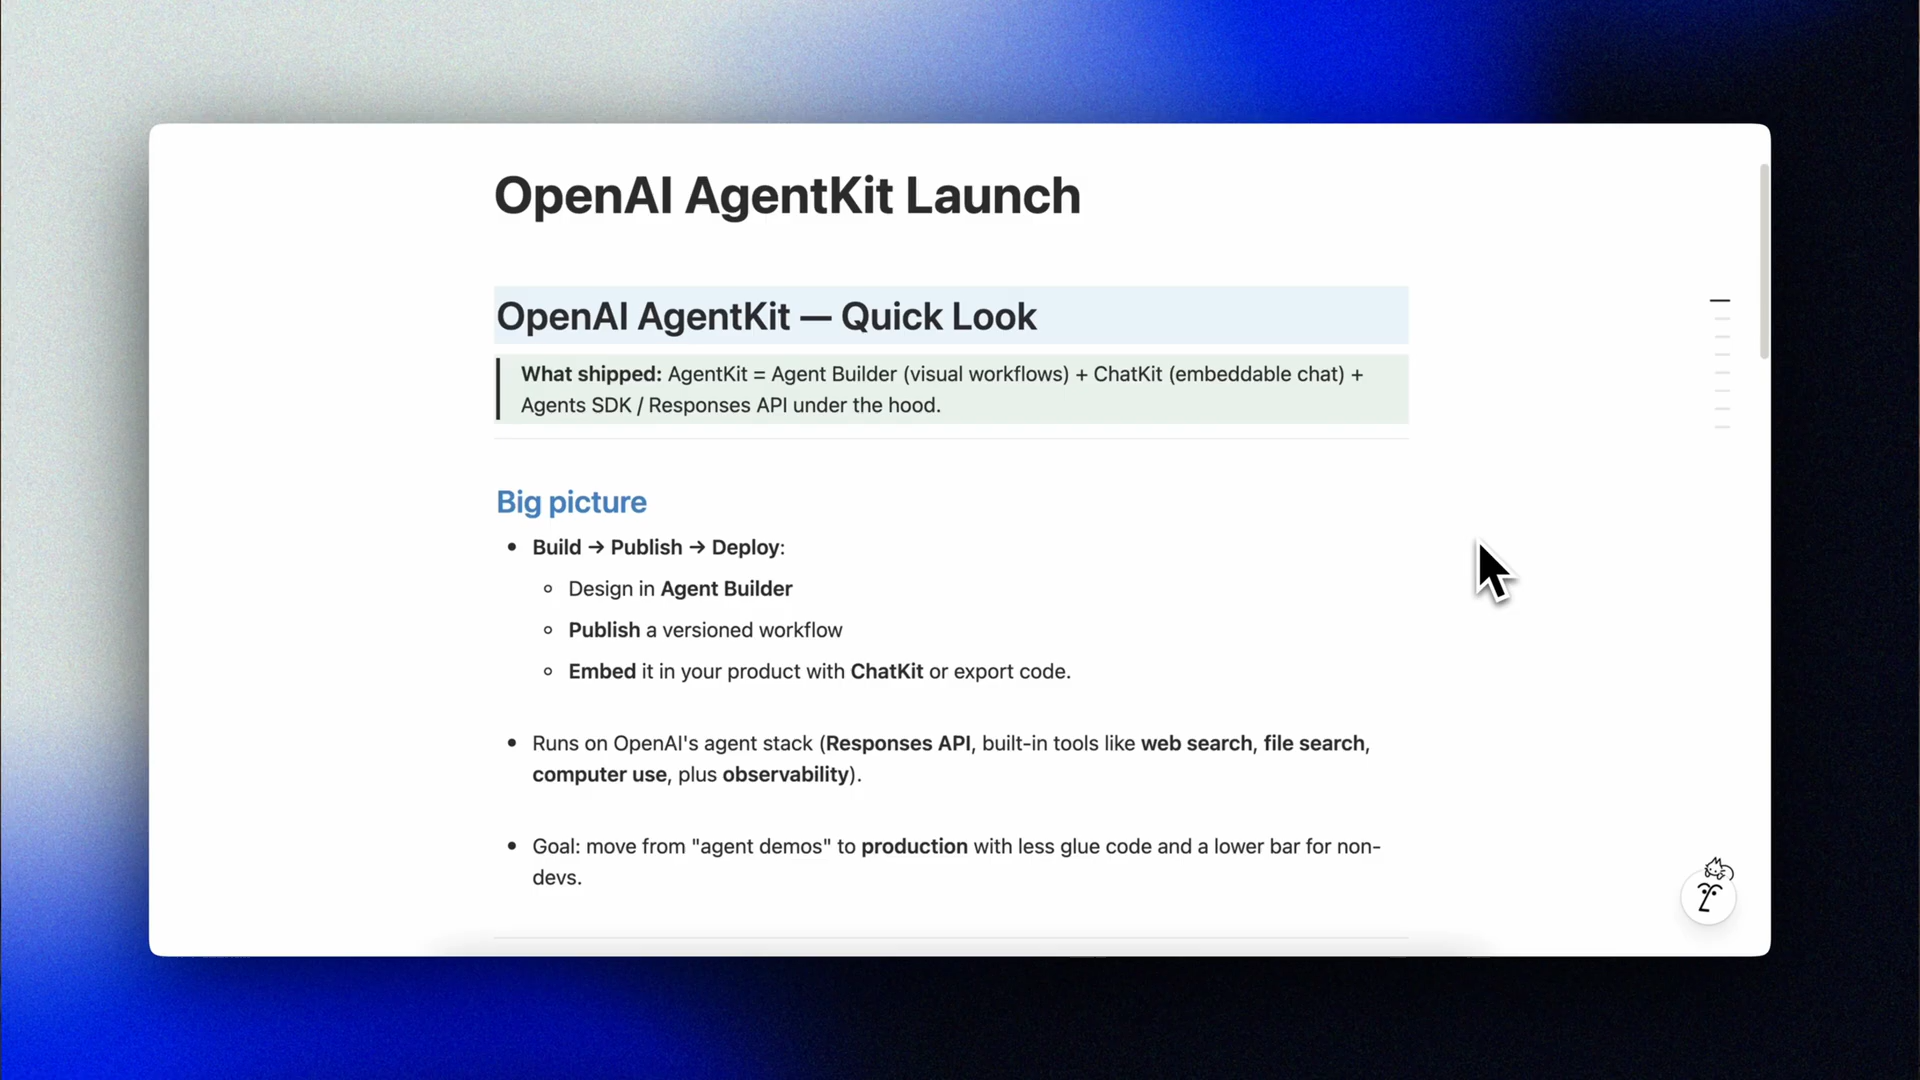 OpenAI AgentKit Launch
OpenAI AgentKit — Quick Look
What shipped: AgentKit = Agent Builder (visual workflows) + ChatKit (embeddable chat) +
Agents SDK / Responses API under the hood.
Big picture
• Build → Publish → Deploy:
◦ Design in Agent Builder
◦ Publish a versioned workflow
◦ Embed it in your product with ChatKit or export code.
• Runs on OpenAI's agent stack (Responses API, built-in tools like web search, file search,
computer use, plus observability).
• Goal: move from "agent demos" to production with less glue code and a lower bar for non-
devs.